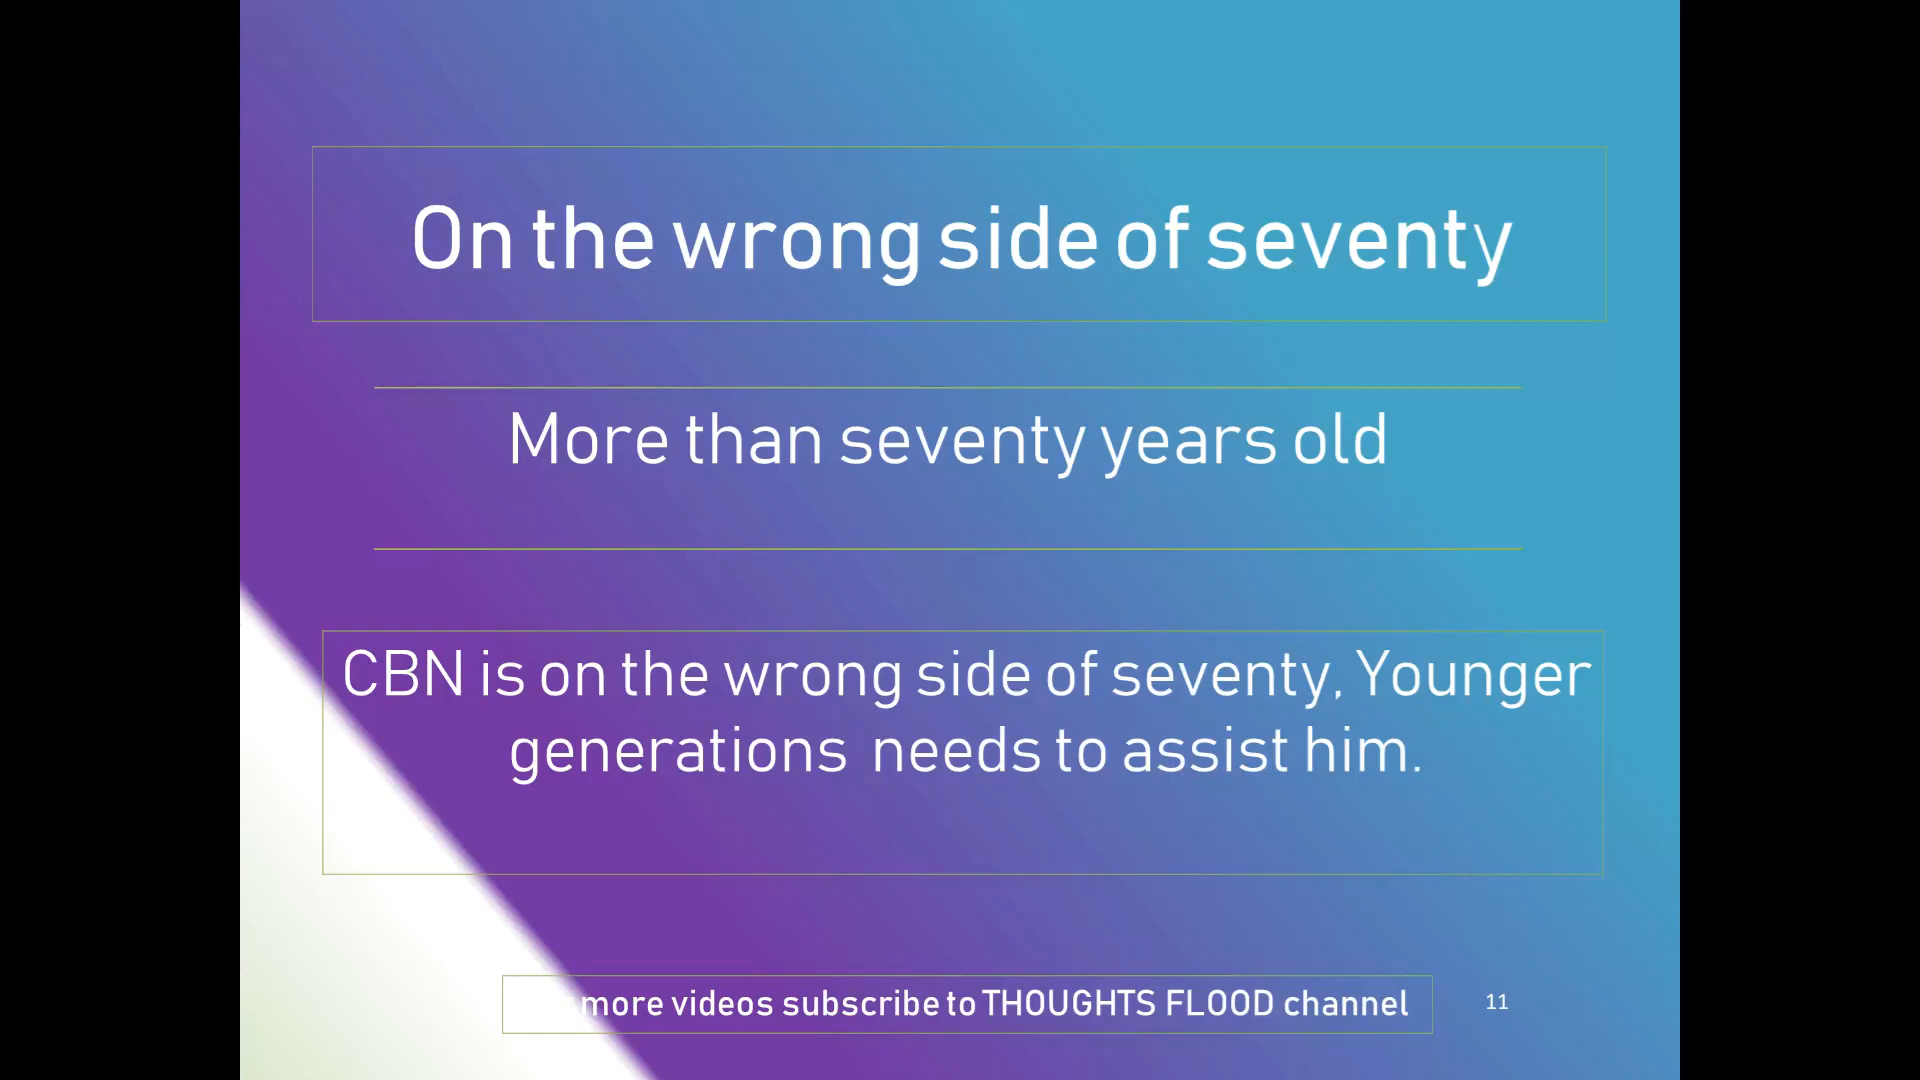 On the wrong side of seventy
More than seventy years old
CBN is on the wrong side of seventy, Younger
generations needs to assist him.
more videos subscribe to THOUGHTS FLOOD channel
11